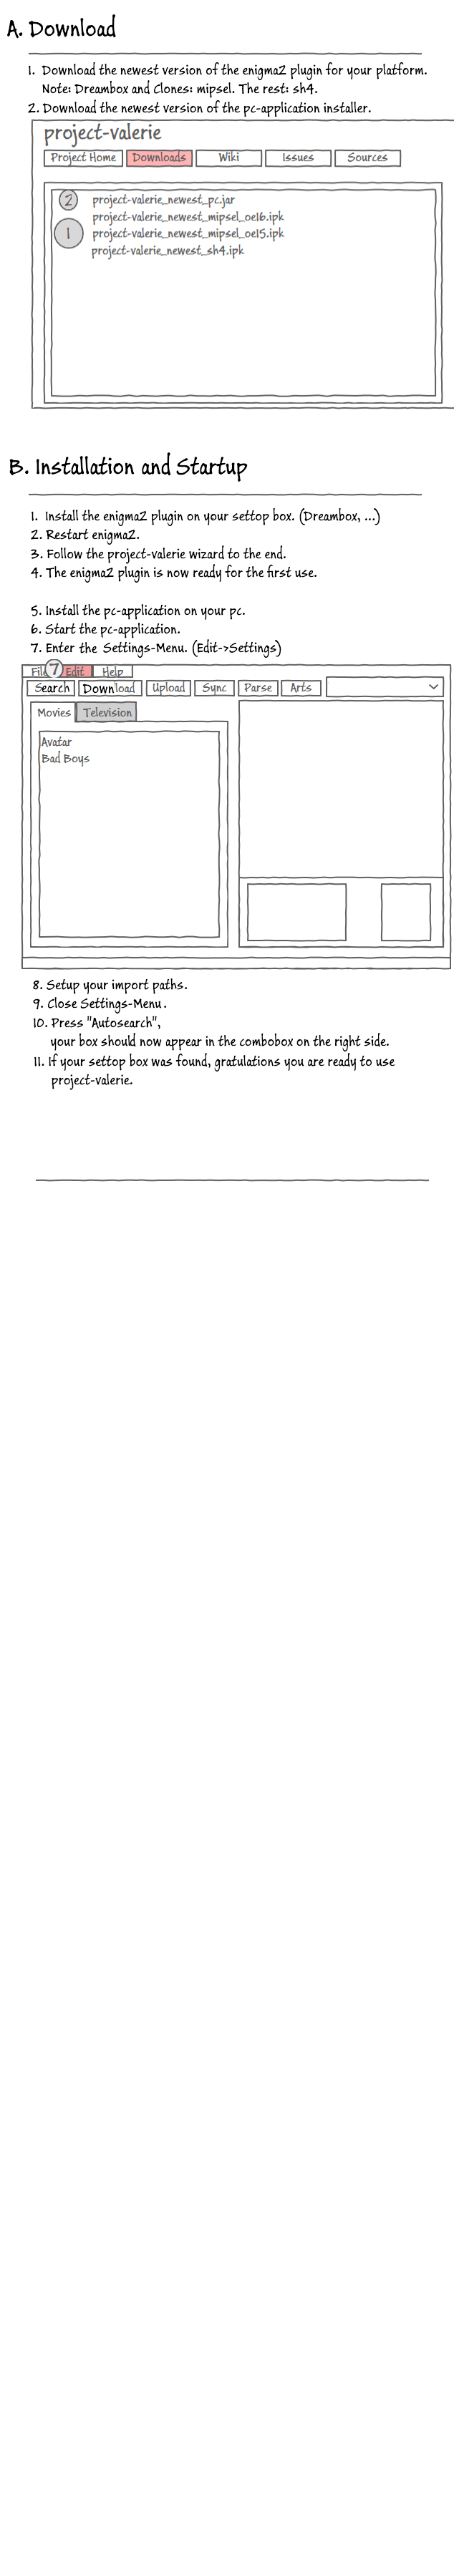 A. Download
1. Download the newest version of the enigma2 plugin for your platform.
Note: Dreambox and Clones: mipsel. The rest: sh4.
2. Download the newest version of the pc-application installer.
project-valerie
Project Home Downloads Wiki Issues Sources
2 project-valerie_newest_pc.jar
project-valerie_newest_mipsel_oe16.ipk
1 project-valerie_newest_mipsel_oe15.ipk
project-valerie_newest_sh4.ipk
B. Installation and Startup
1. Install the enigma2 plugin on your settop box. (Dreambox, ...)
2. Restart enigma2.
3. Follow the project-valerie wizard to the end.
4. The enigma2 plugin is now ready for the first use.
5. Install the pc-application on your pc.
6. Start the pc-application.
7. Enter the Settings-Menu. (Edit->Settings)
File 7 Edit Help
Search Download Upload Sync Parse Arts
Movies Television
Avatar
Bad Boys
8. Setup your import paths.
9. Close Settings-Menu.
10. Press "Autosearch",
your box should now appear in the combobox on the right side.
11. If your settop box was found, gratulations you are ready to use
project-valerie.